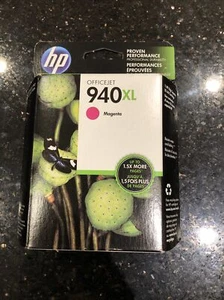 hp
PROVEN
PERFORMANCE
PERFORMANCES
ÉPROUVÉES
OFFICEJET
940XL
Magenta
UP TO
1.5X MORE
PAGES
JUSQU'À
1,5 FOIS PLUS
DE PAGES